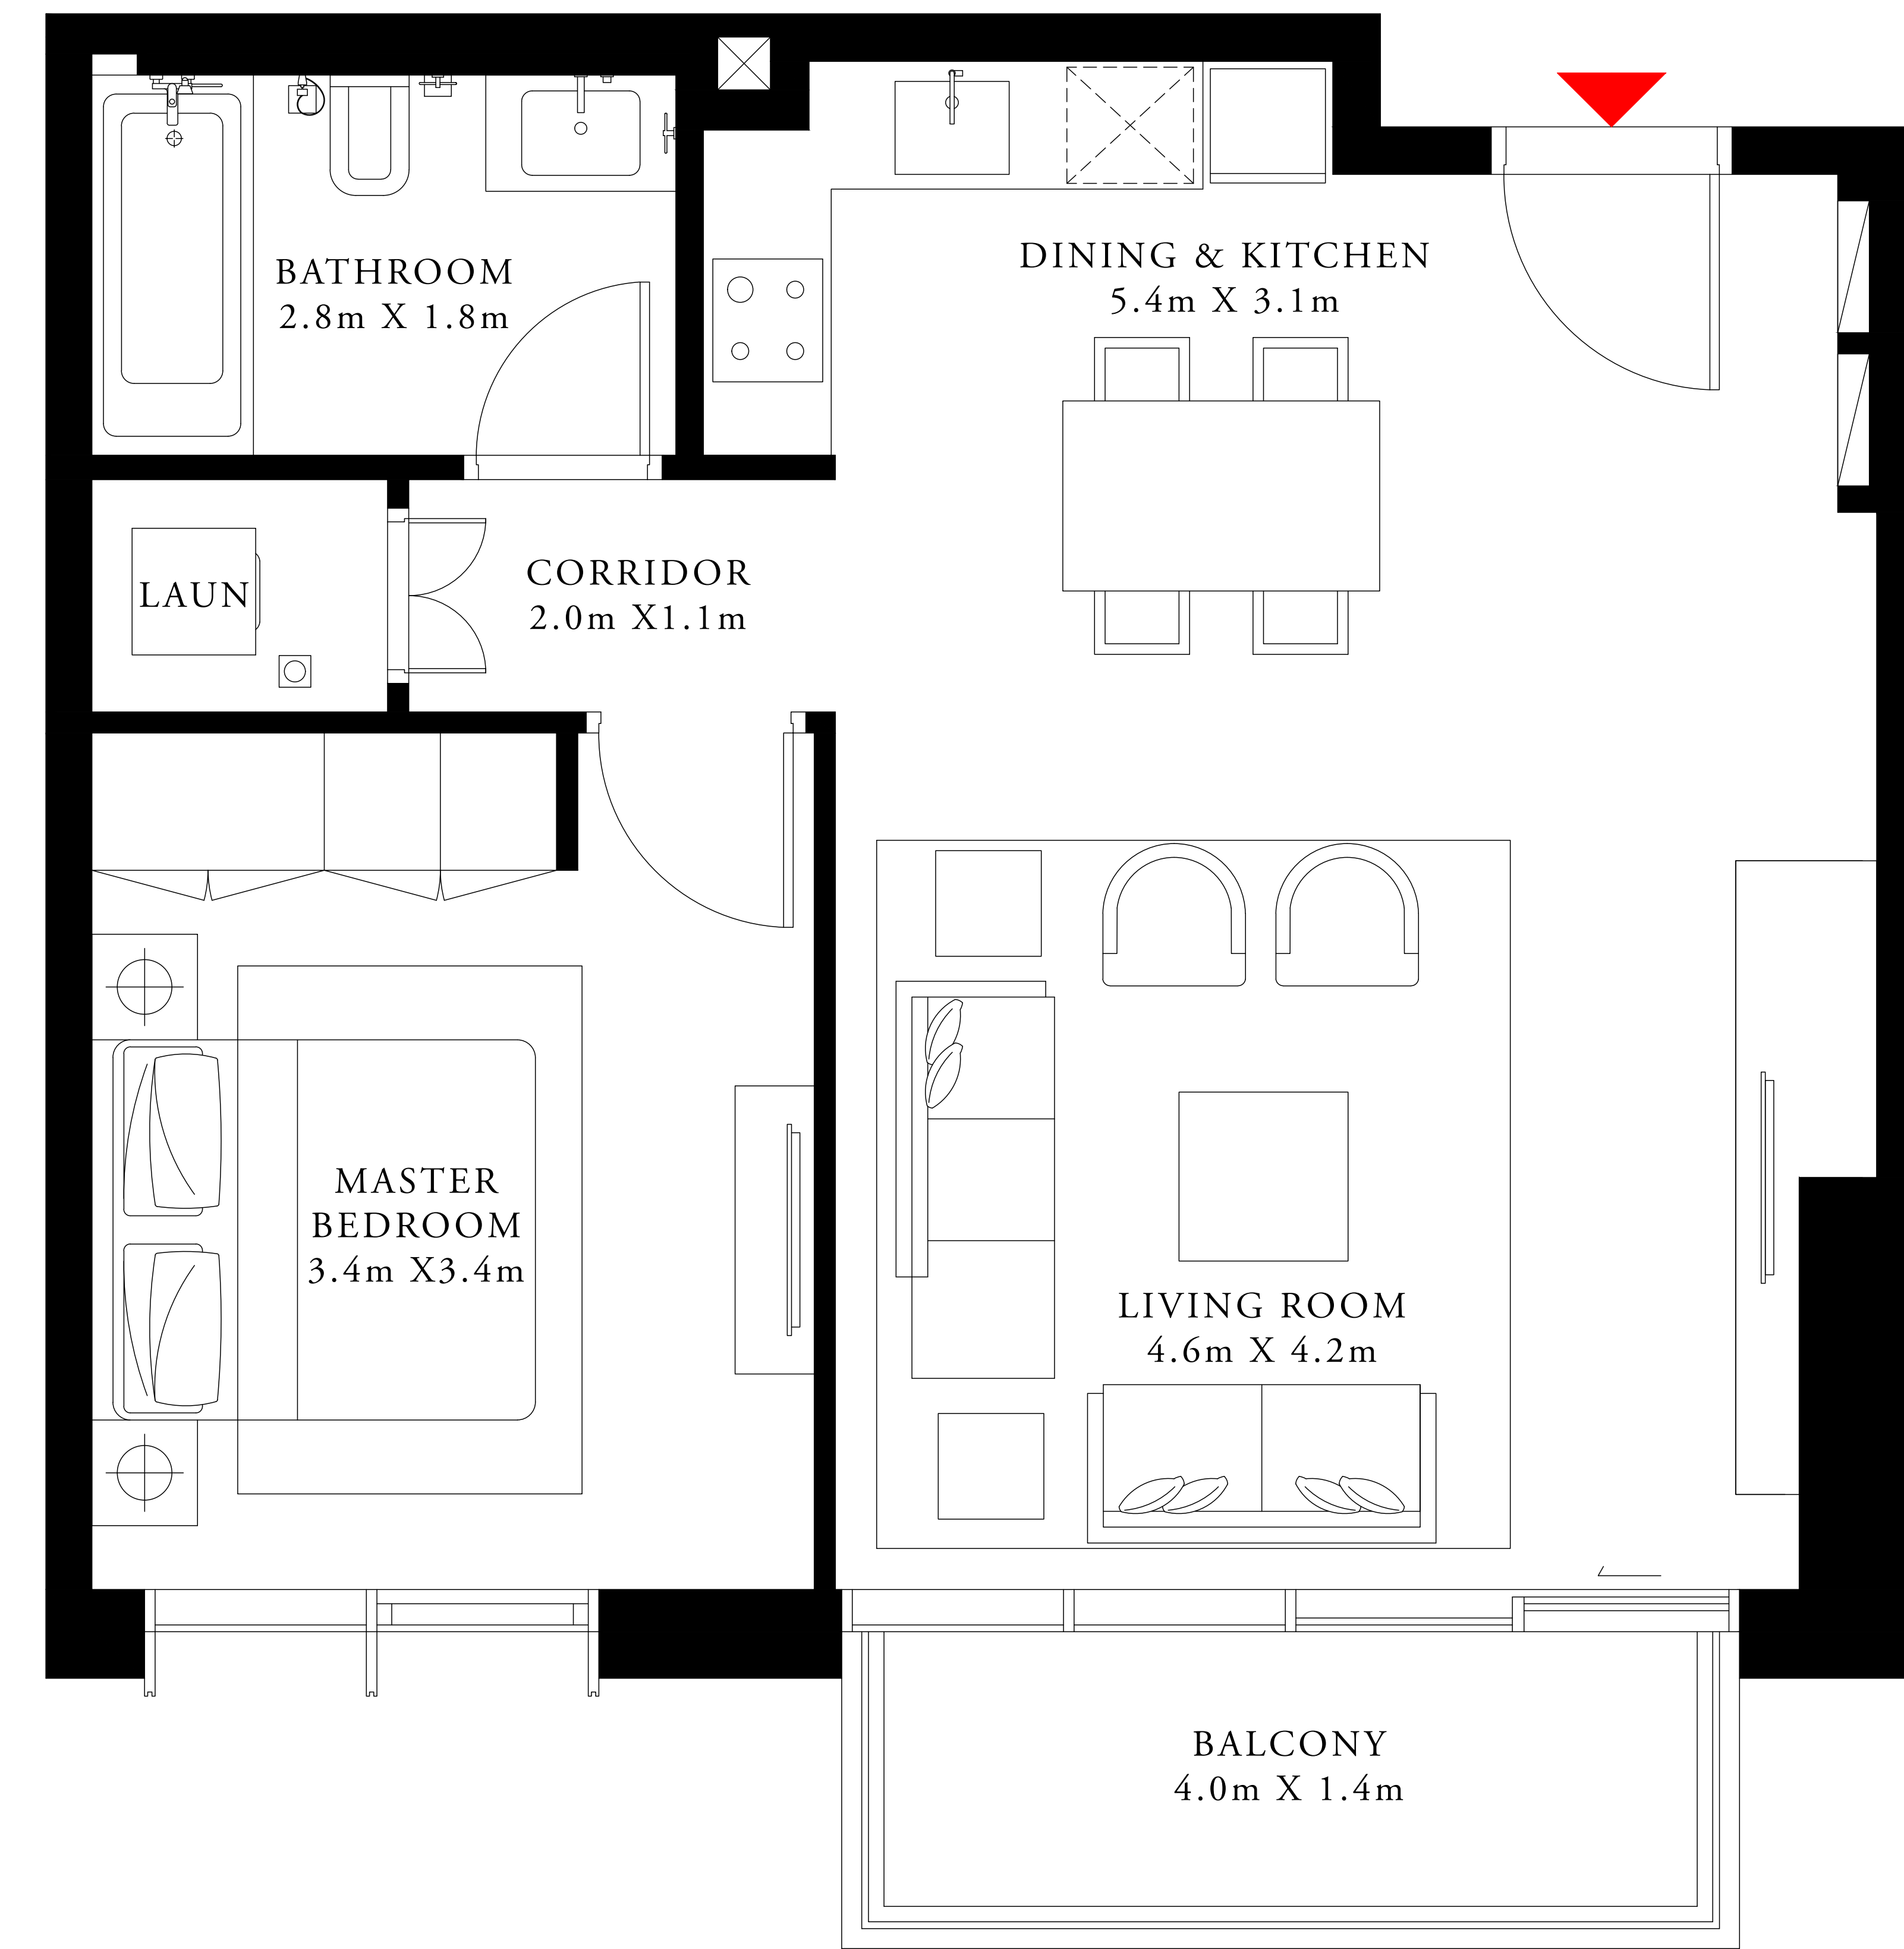 BATHROOM
2.8m X 1.8m
DINING & KITCHEN
5.4m X 3.1m
LAUN
CORRIDOR
2.0m X1.1m
MASTER
BEDROOM
3.4m X3.4m
LIVING ROOM
4.6m X 4.2m
BALCONY
4.0m X 1.4m